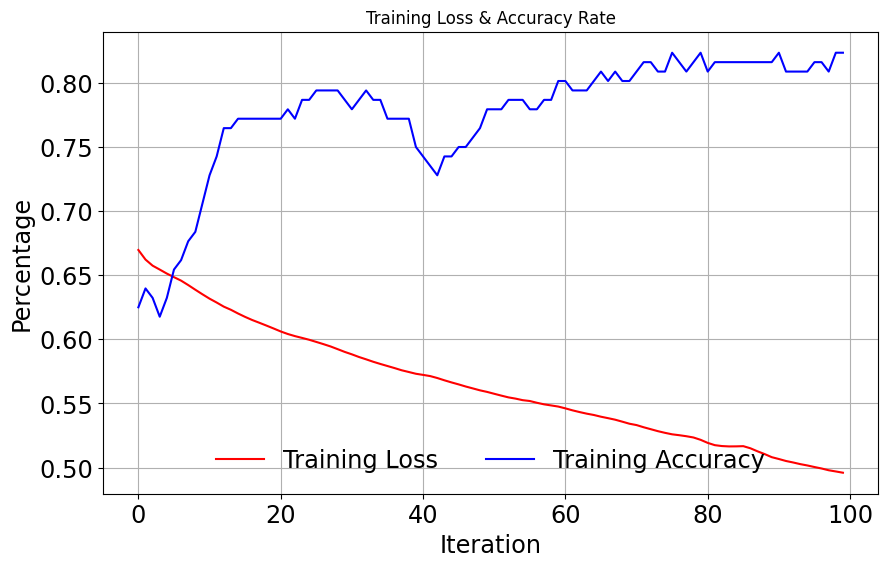 Training Loss & Accuracy Rate
0.80
0.75
0.70
0.65
0.60
0.55
0.50
Percentage
Training Loss
Training Accuracy
0
20
40
60
80
100
Iteration